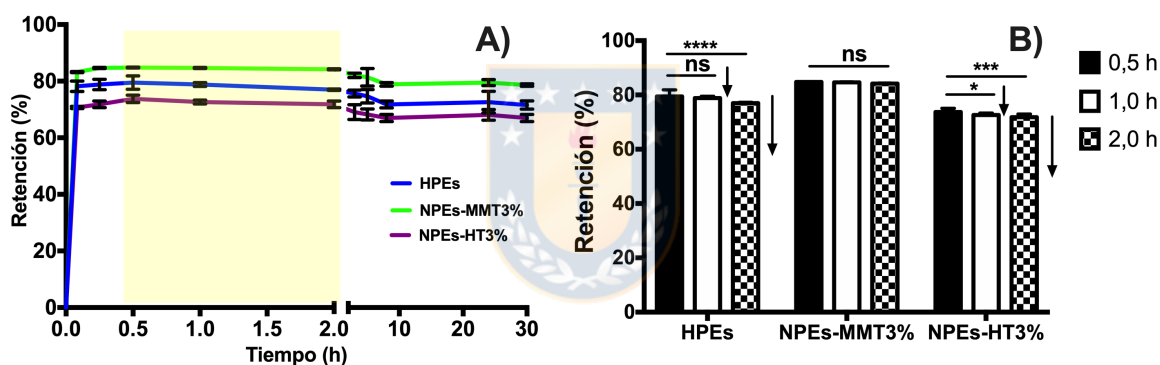 A)
Retención (%)
100
80
60
40
20
0
0.0
0.5
1.0
1.5
2.0
10
20
30
Tiempo (h)
HPEs
NPEs-MMT3%
NPEs-HT3%
B)
Retención (%)
100
80
60
40
20
0
****
ns
ns
***
*
HPEs
NPEs-MMT3%
NPEs-HT3%
0,5 h
1,0 h
2,0 h